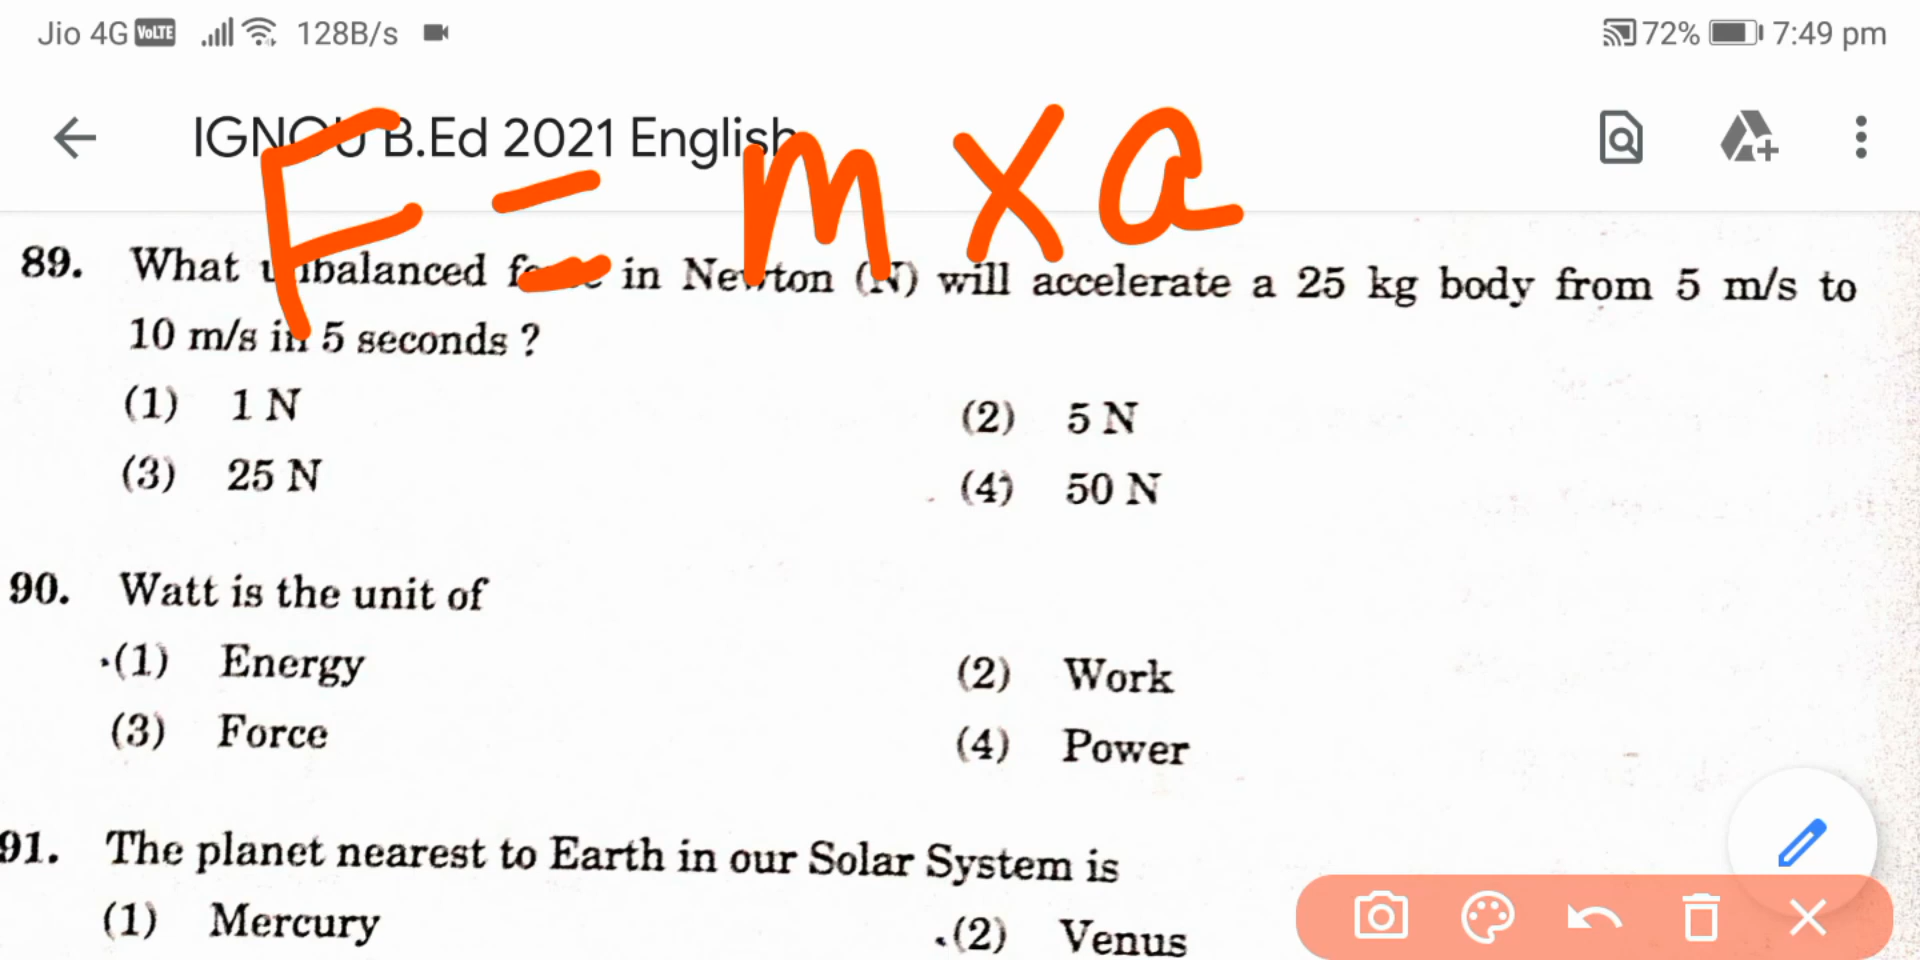 Jio 4G VoLTE 128B/s 72% 7:49 pm
IGNOU B.Ed 2021 English
F = m x a
89. What unbalanced force in Newton (N) will accelerate a 25 kg body from 5 m/s to
10 m/s in 5 seconds ?
(1) 1 N (2) 5 N
(3) 25 N (4) 50 N
90. Watt is the unit of
(1) Energy (2) Work
(3) Force (4) Power
91. The planet nearest to Earth in our Solar System is
(1) Mercury (2) Venus